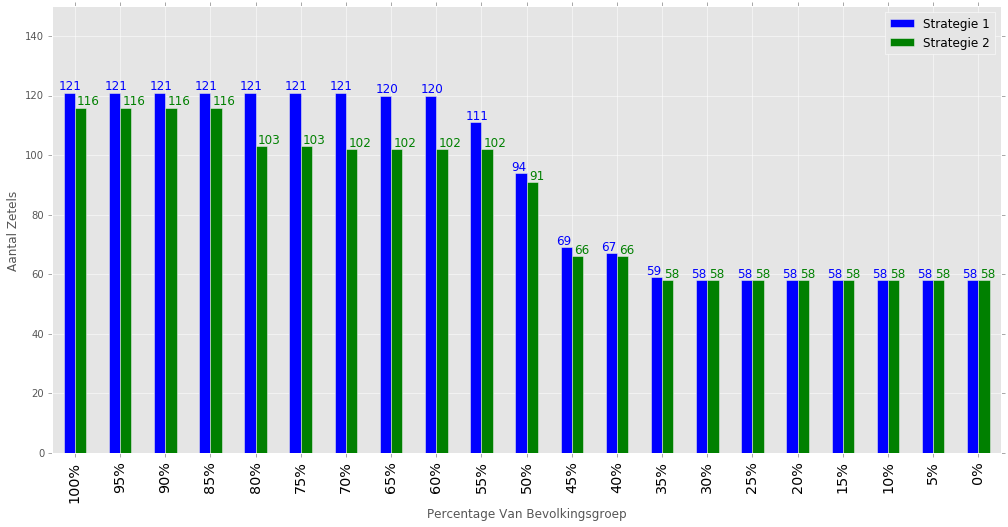 Strategie 1
Strategie 2
Aantal Zetels
140
120
100
80
60
40
20
0
121 116 121 116 121 116 121 116 121 103 121 103 121 102 120 102 120 102 111 102 94 91 69 66 67 66 59 58 58 58 58 58 58 58 58 58 58 58 58 58 58 58
100% 95% 90% 85% 80% 75% 70% 65% 60% 55% 50% 45% 40% 35% 30% 25% 20% 15% 10% 5% 0%
Percentage Van Bevolkingsgroep